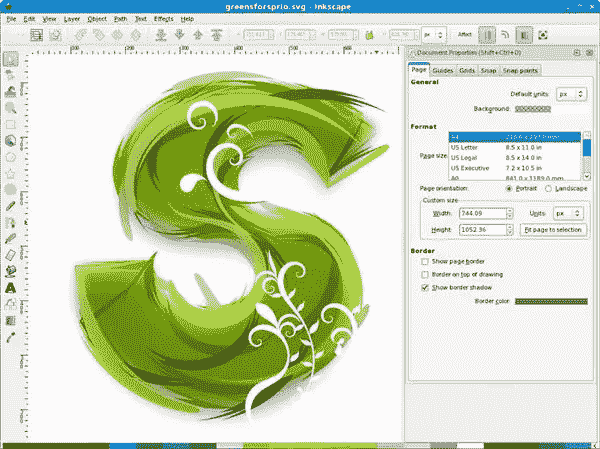 greensforsprio.svg - Inkscape
File Edit View Layer Object Path Text Effects Help
px Affect:
Document Properties (Shift+Ctrl+D)
Page Guides Grids Snap Snap points
General
Default units: px
Background:
Format
Page size:
A4
US Letter 8.5 x 11.0 in
US Legal 8.5 x 14.0 in
US Executive 7.2 x 10.5 in
A0 841.0 x 1189.0 mm
Page orientation: Portrait Landscape
Custom size
Width: 744.09 Units: px
Height: 1052.36 Fit page to selection
Border
Show page border
Border on top of drawing
Show border shadow
Border color:
S